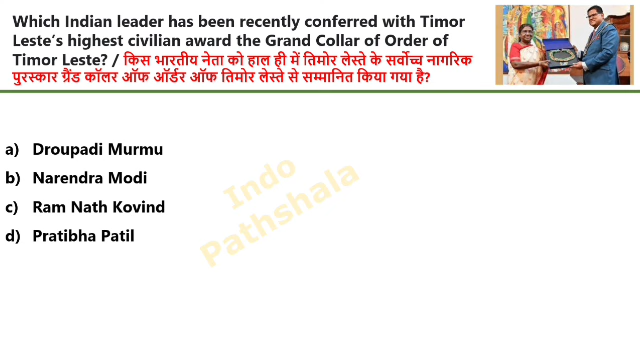 Which Indian leader has been recently conferred with Timor
Leste’s highest civilian award the Grand Collar of Order of
Timor Leste? / किस भारतीय नेता को हाल ही में तिमोर लेस्ते के सर्वोच्च नागरिक
पुरस्कार ग्रैंड कॉलर ऑफ ऑर्डर ऑफ तिमोर लेस्ते से सम्मानित किया गया है?
a) Droupadi Murmu
b) Narendra Modi
c) Ram Nath Kovind
d) Pratibha Patil
Indo
Pathshala